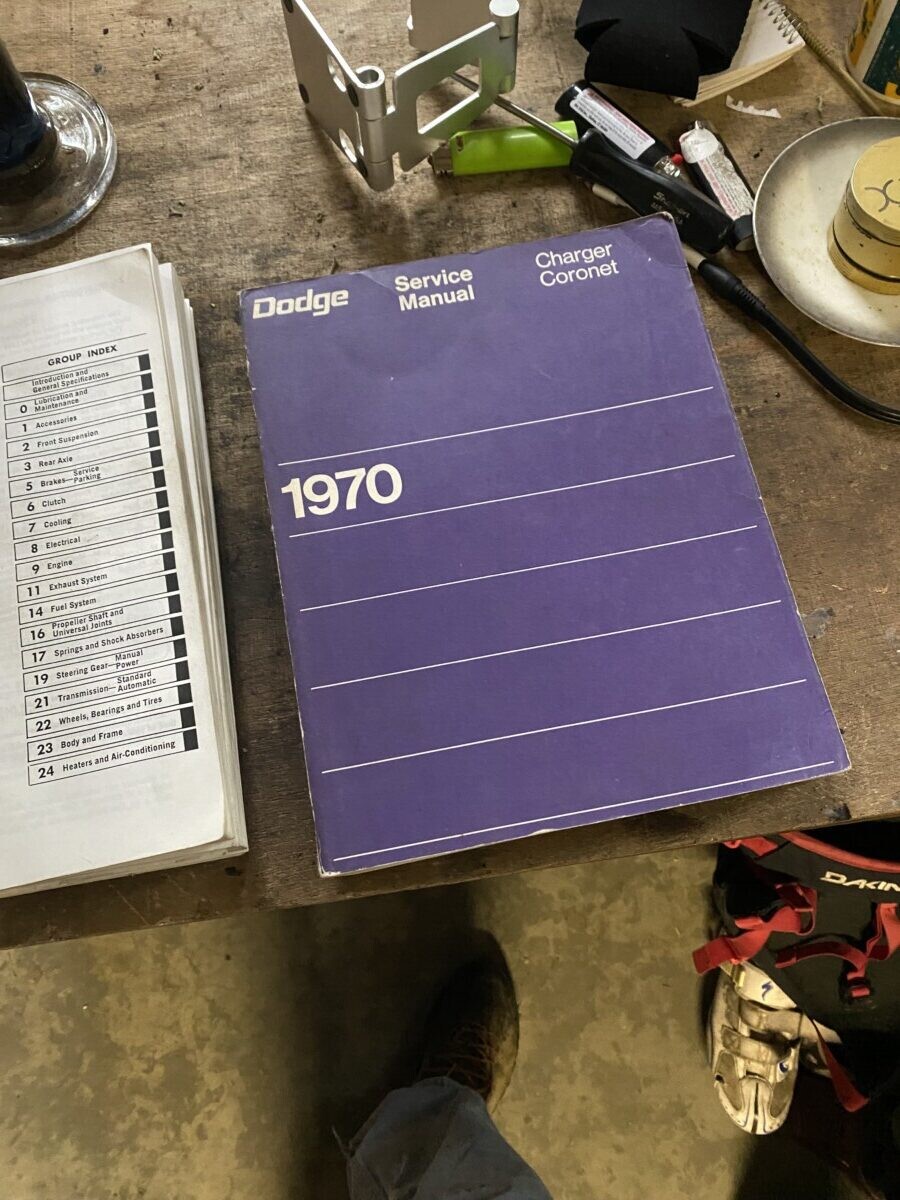 Dodge
Service
Manual
Charger
Coronet
1970
GROUP INDEX
Introduction and
General Specifications
0 Lubrication and
Maintenance
1 Accessories
2 Front Suspension
3 Rear Axle
5 Brakes—Service
Parking
6 Clutch
7 Cooling
8 Electrical
9 Engine
11 Exhaust System
14 Fuel System
16 Propeller Shaft and
Universal Joints
17 Springs and Shock Absorbers
19 Steering Gear—Manual
Power
21 Transmission—Standard
Automatic
22 Wheels, Bearings and Tires
23 Body and Frame
24 Heaters and Air-Conditioning
DAKIN